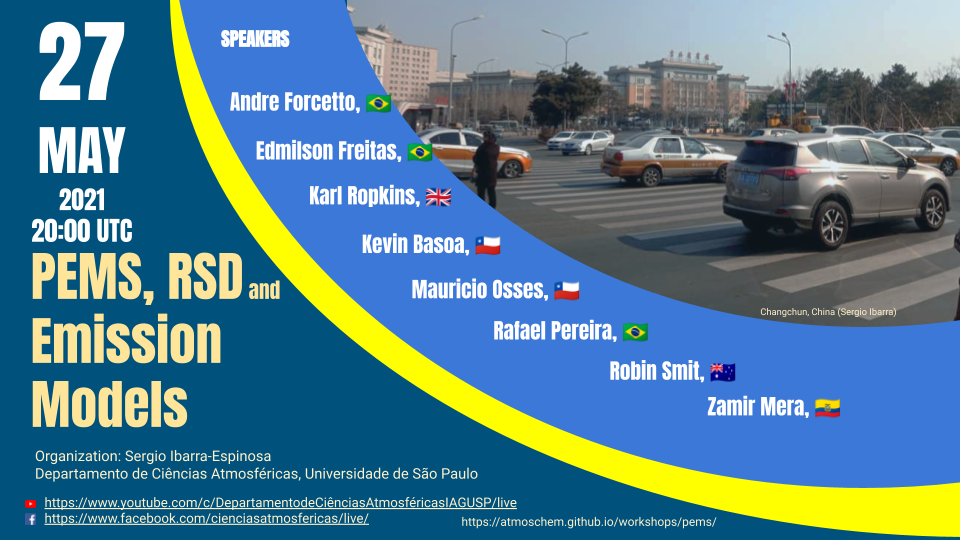 27
MAY
2021
20:00 UTC
PEMS, RSD and
Emission
Models
SPEAKERS
Andre Forcetto,
Edmilson Freitas,
Karl Ropkins,
Kevin Basoa,
Mauricio Osses,
Rafael Pereira,
Robin Smit,
Zamir Mera,
Changchun, China (Sergio Ibarra)
Organization: Sergio Ibarra-Espinosa
Departamento de Ciências Atmosféricas, Universidade de São Paulo
https://www.youtube.com/c/DepartamentodeCiênciasAtmosféricasIAGUSP/live
https://www.facebook.com/cienciasatmosfericas/live/
https://atmoschem.github.io/workshops/pems/